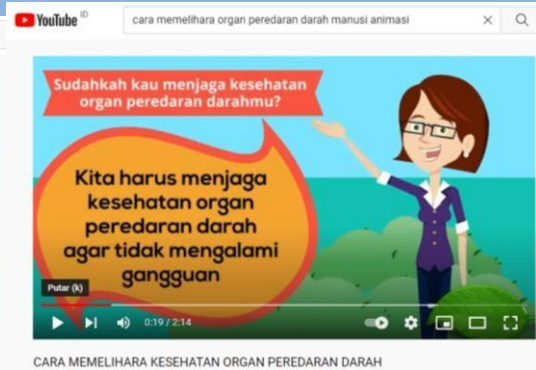 YouTube ID
cara memelihara organ peredaran darah manusi animasi
Sudahkah kau menjaga kesehatan
organ peredaran darahmu?
Kita harus menjaga
kesehatan organ
peredaran darah
agar tidak mengalami
gangguan
Putar (k)
0:19 / 2:14
CARA MEMELIHARA KESEHATAN ORGAN PEREDARAN DARAH